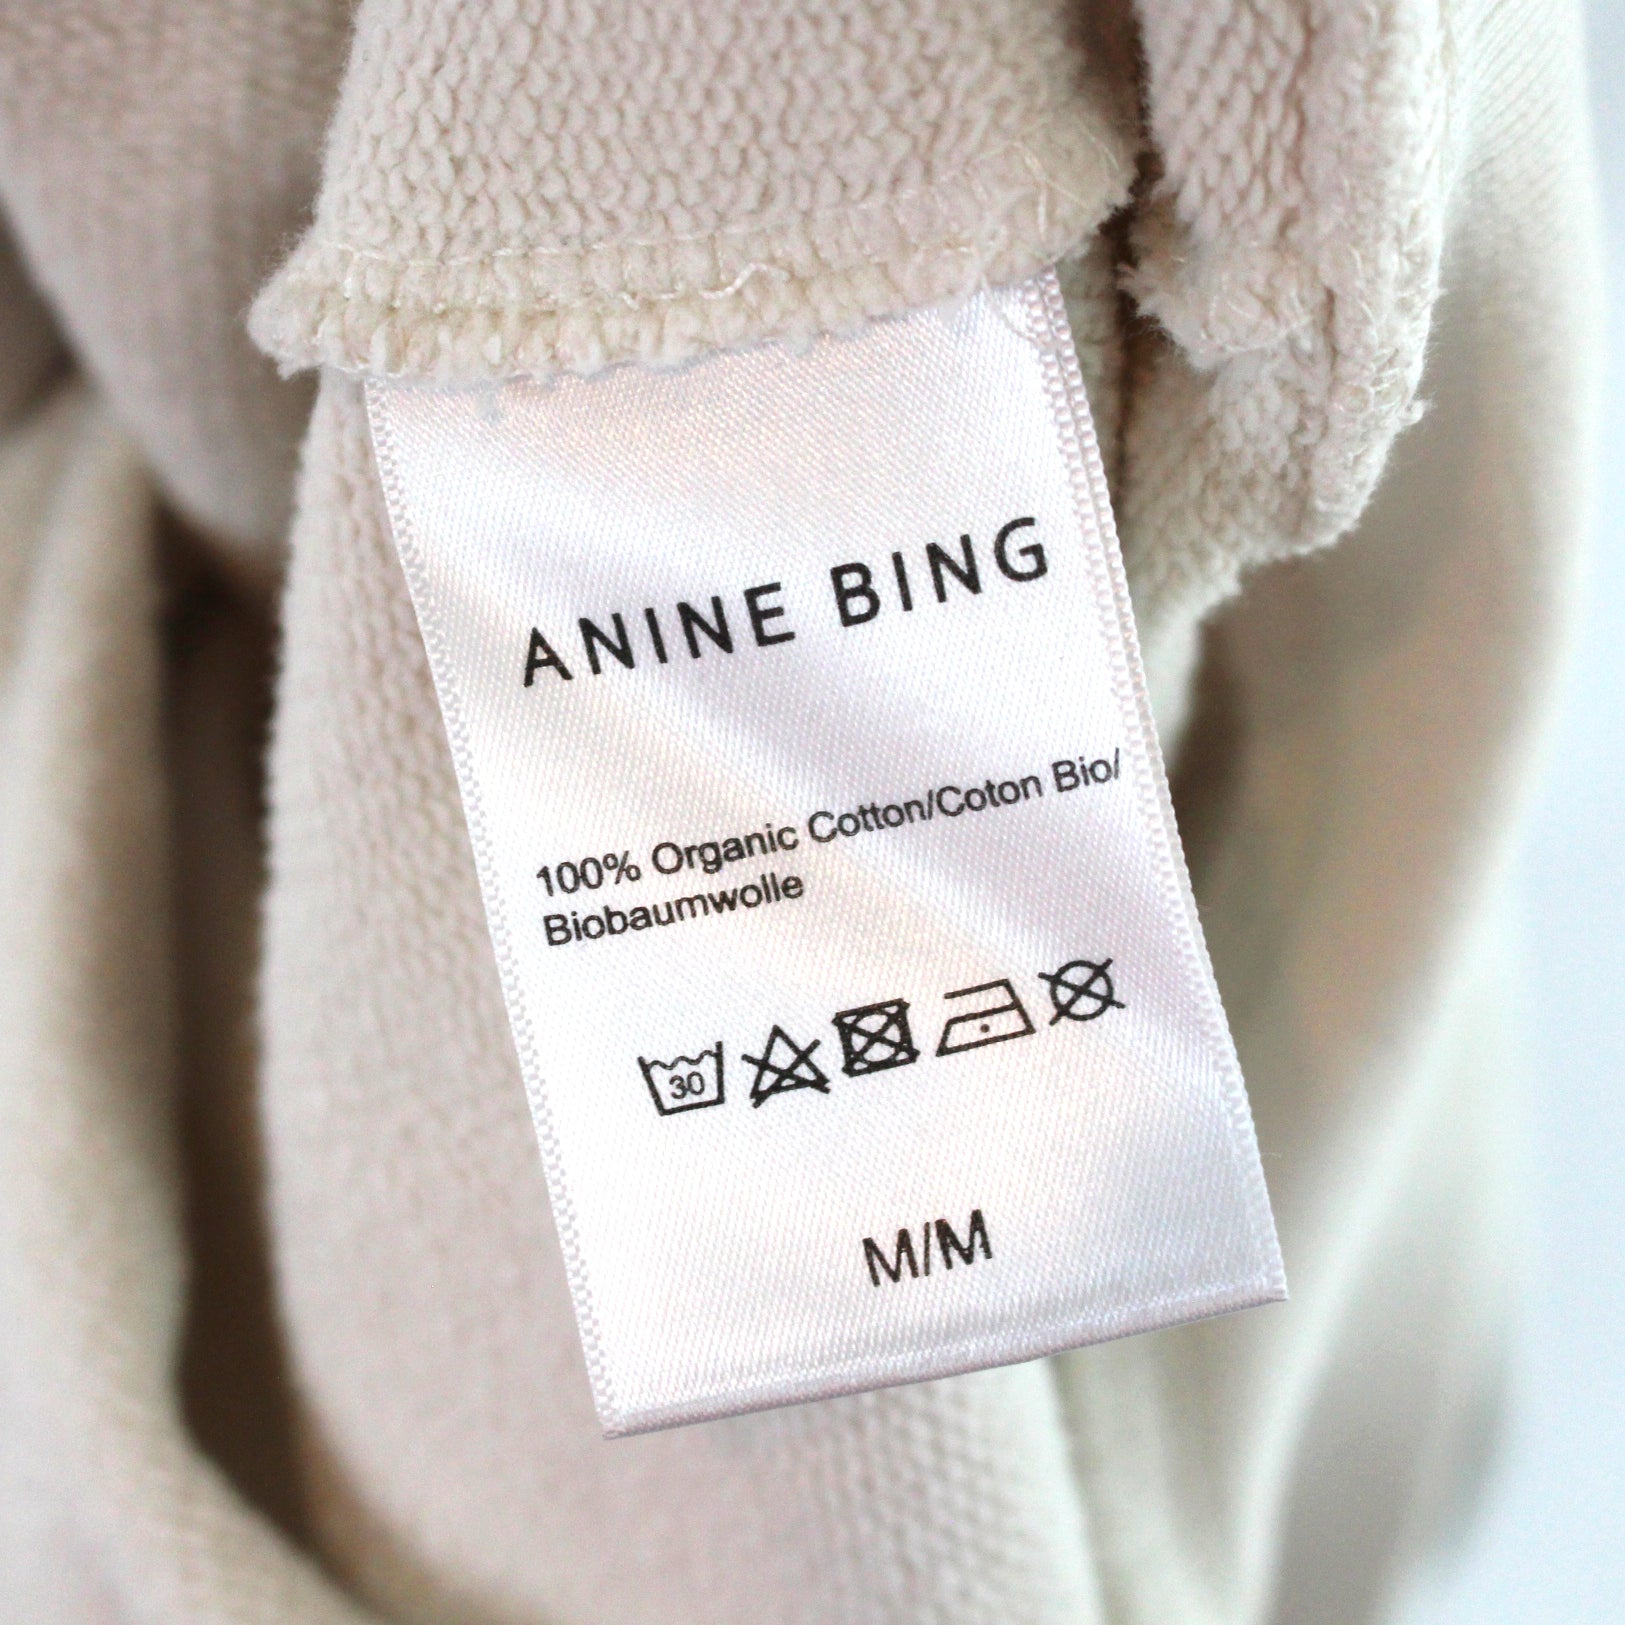 ANINE BING
100% Organic Cotton/Coton Bio/
Biobaumwolle
30
M/M